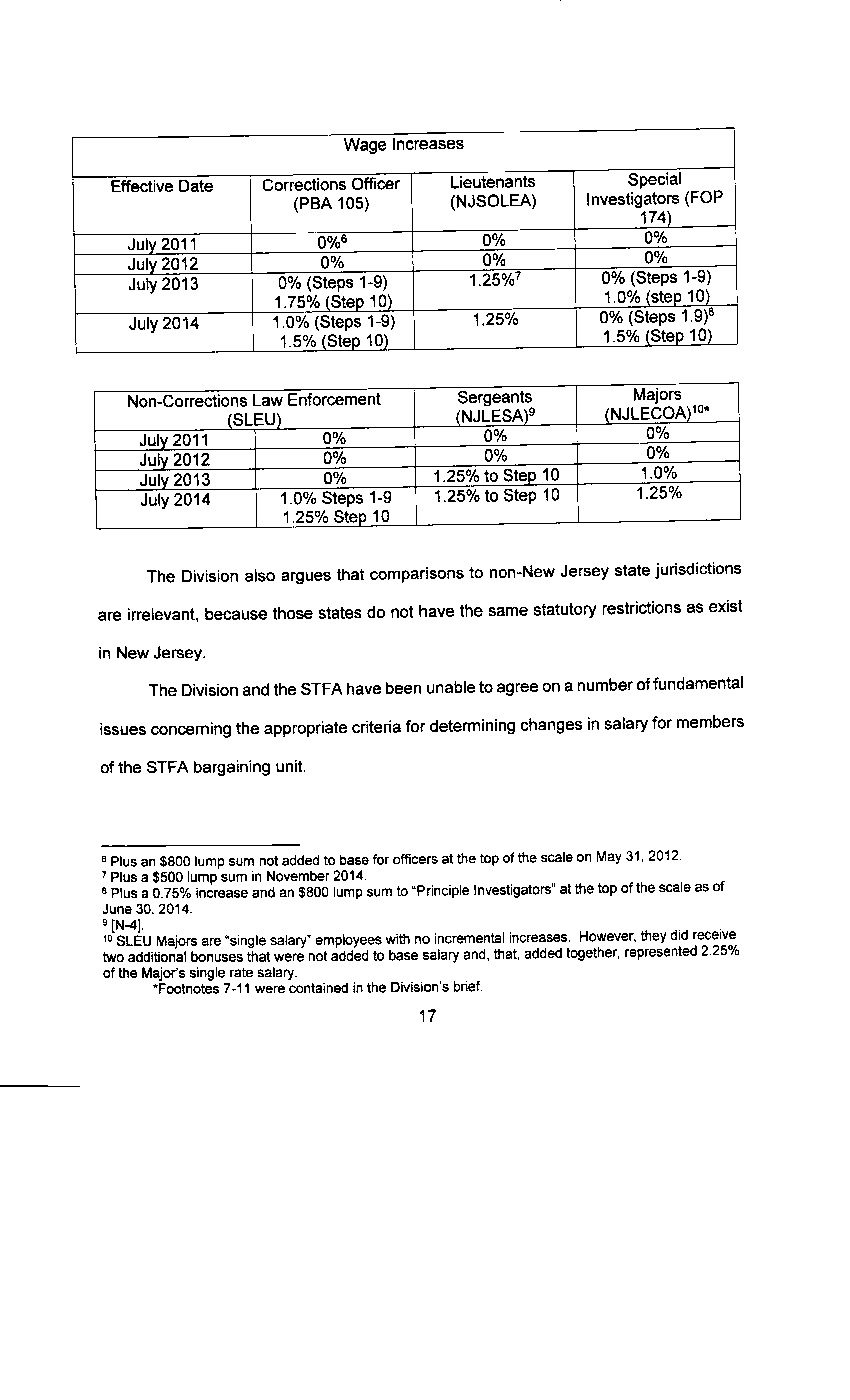 Wage Increases
Effective Date Corrections Officer (PBA 105) Lieutenants (NJSOLEA) Special Investigators (FOP 174)
July 2011 0%⁶ 0% 0%
July 2012 0% 0% 0%
July 2013 0% (Steps 1-9) 1.25%⁷ 0% (Steps 1-9)
1.75% (Step 10) 1.0% (step 10)
July 2014 1.0% (Steps 1-9) 1.25% 0% (Steps 1.9)⁸
1.5% (Step 10) 1.5% (Step 10)
Non-Corrections Law Enforcement (SLEU) Sergeants (NJLESA)⁹ Majors (NJLECOA)¹⁰*
July 2011 0% 0% 0%
July 2012 0% 0% 0%
July 2013 0% 1.25% to Step 10 1.0%
July 2014 1.0% Steps 1-9 1.25% to Step 10 1.25%
1.25% Step 10
The Division also argues that comparisons to non-New Jersey state jurisdictions
are irrelevant, because those states do not have the same statutory restrictions as exist
in New Jersey.
The Division and the STFA have been unable to agree on a number of fundamental
issues concerning the appropriate criteria for determining changes in salary for members
of the STFA bargaining unit.
⁶ Plus an $800 lump sum not added to base for officers at the top of the scale on May 31, 2012.
⁷ Plus a $500 lump sum in November 2014.
⁸ Plus a 0.75% increase and an $800 lump sum to "Principle Investigators" at the top of the scale as of
June 30, 2014.
⁹ [N-4].
¹⁰ SLEU Majors are "single salary" employees with no incremental increases. However, they did receive
two additional bonuses that were not added to base salary and, that, added together, represented 2.25%
of the Major's single rate salary.
*Footnotes 7-11 were contained in the Division's brief.
17